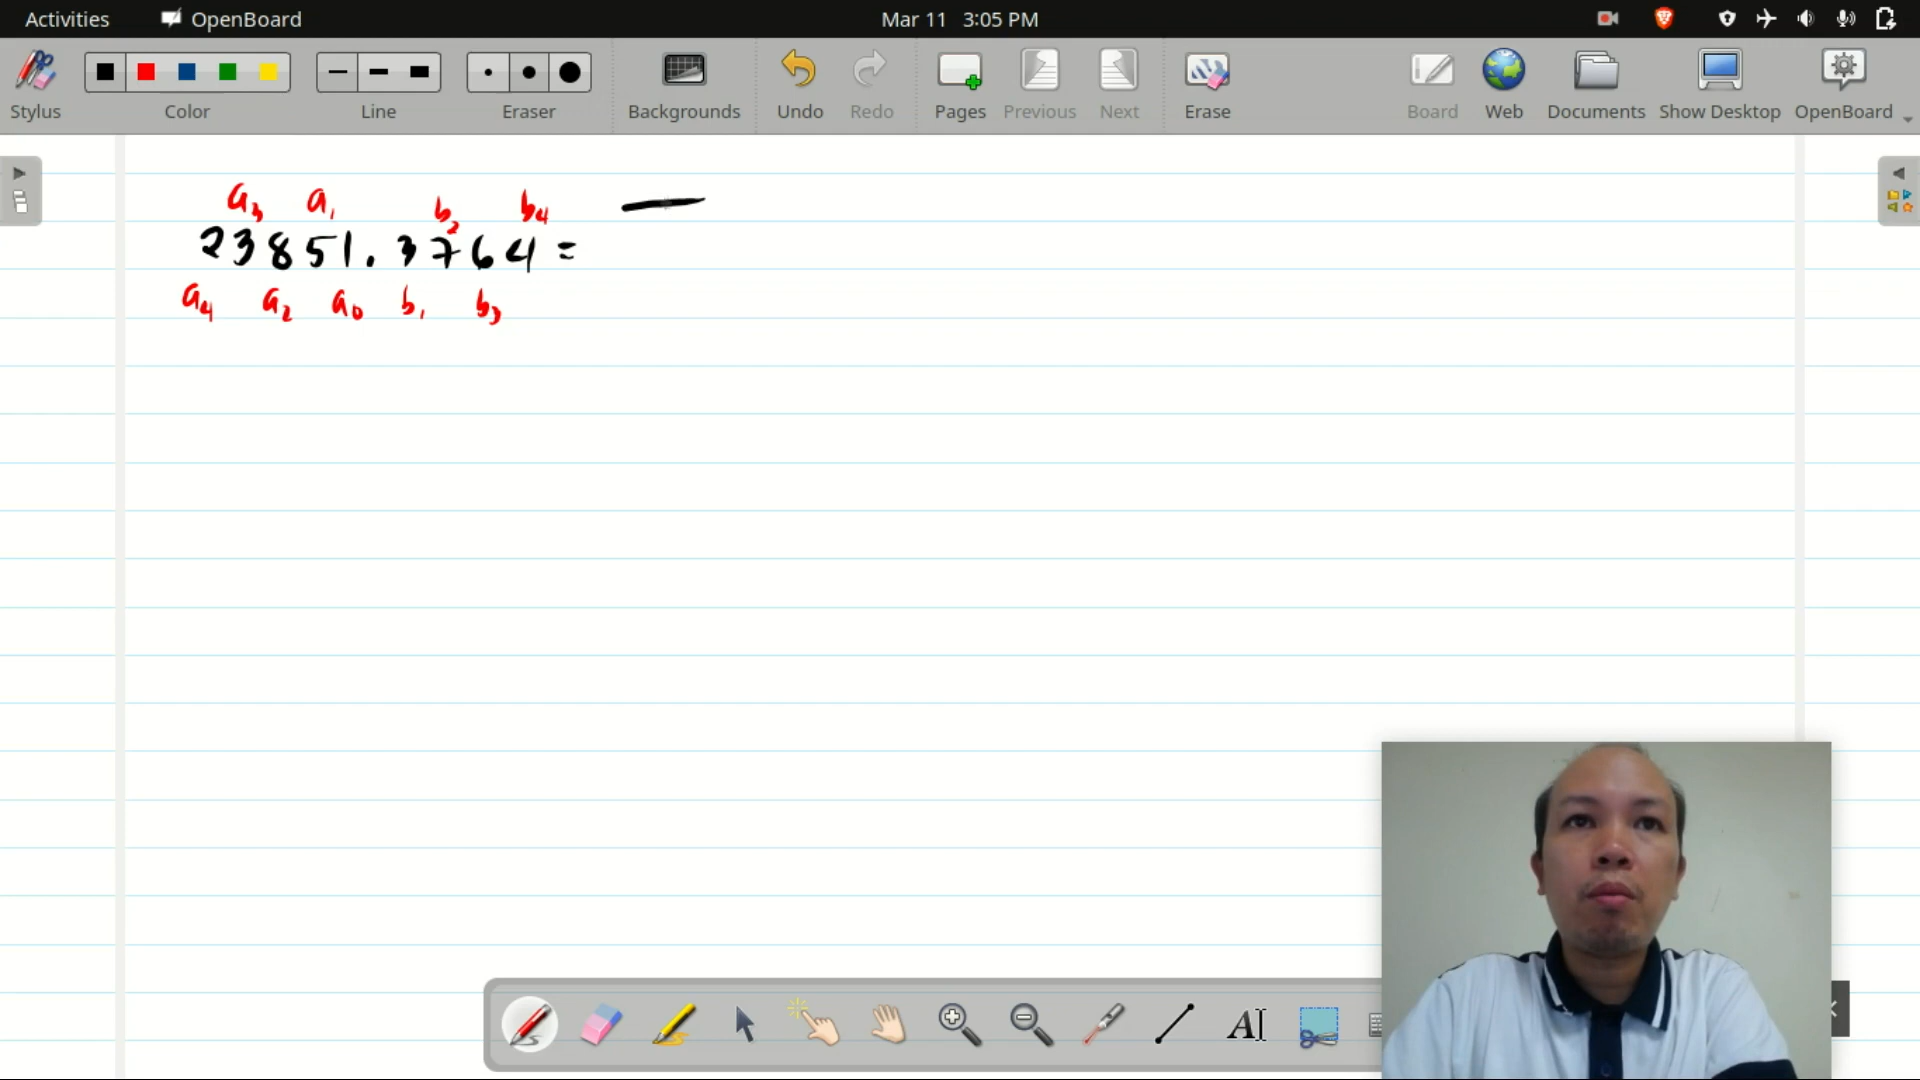 Activities OpenBoard Mar 11 3:05 PM
Stylus Color Line Eraser Backgrounds Undo Redo Pages Previous Next Erase Board Web Documents Show Desktop OpenBoard
a₃ a₁ b₂ b₄
23851.3764 =
a₄ a₂ a₀ b₁ b₃